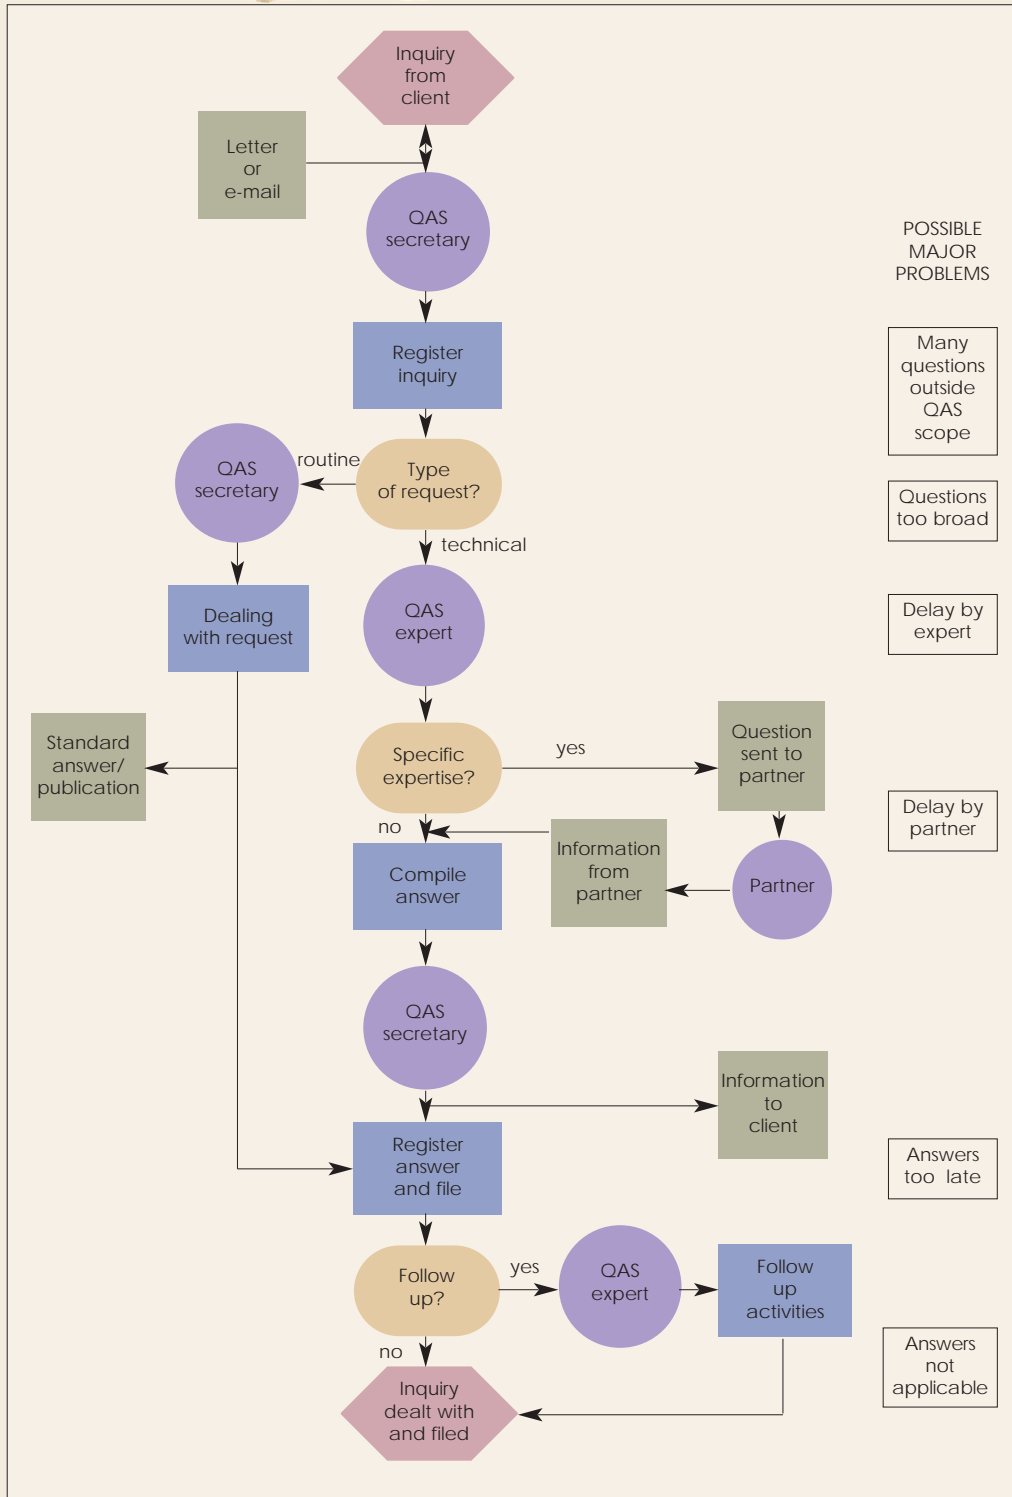 Inquiry
from
client
Letter
or
e-mail
QAS
secretary
POSSIBLE
MAJOR
PROBLEMS
Register
inquiry
Many
questions
outside
QAS
scope
QAS
secretary
routine
Type
of request?
Questions
too broad
technical
Dealing
with request
QAS
expert
Delay by
expert
Standard
answer/
publication
Specific
expertise?
yes
Question
sent to
partner
Delay by
partner
no
Compile
answer
Information
from
partner
Partner
QAS
secretary
Information
to
client
Register
answer
and file
Answers
too late
Follow
up?
yes
QAS
expert
Follow
up
activities
no
Inquiry
dealt with
and filed
Answers
not
applicable